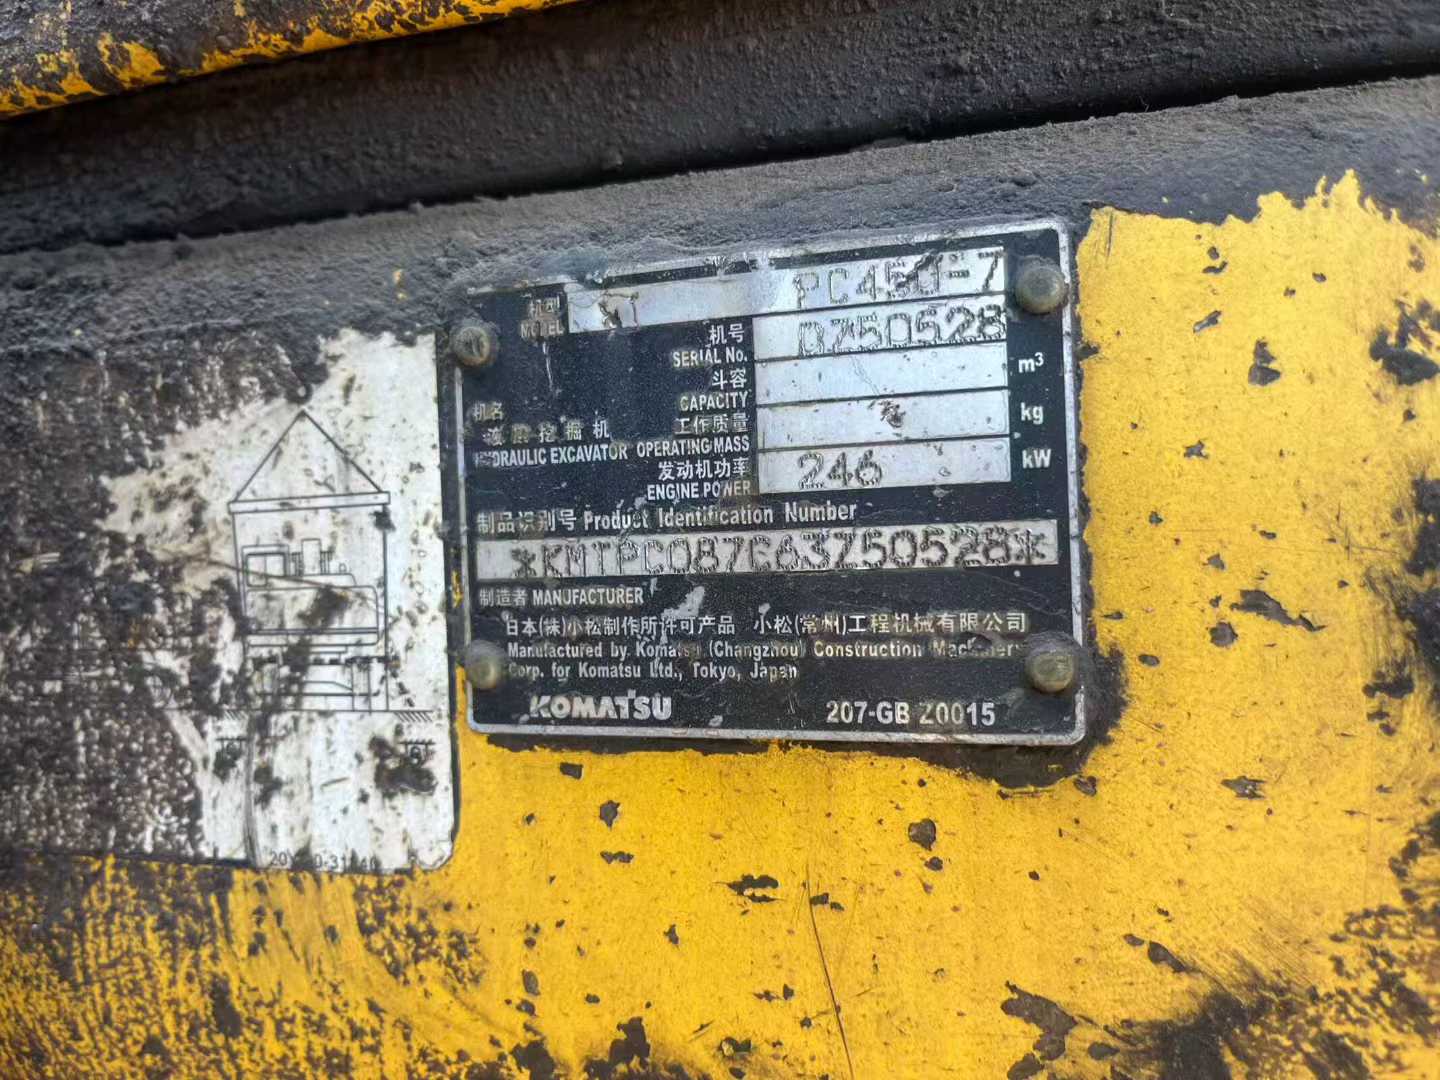 机型 PC450-7
MODEL
机号 DZ50528
SERIAL No.
斗容 m³
CAPACITY
机名
液压挖掘机 工作质量 kg
HYDRAULIC EXCAVATOR OPERATING MASS
发动机功率 246 kW
ENGINE POWER
制品识别号 Product Identification Number
*KMTPC087C63Z50528*
制造者 MANUFACTURER
日本(株)小松制作所许可产品 小松(常州)工程机械有限公司
Manufactured by Komatsu (Changzhou) Construction Machinery
Corp. for Komatsu Ltd., Tokyo, Japan
KOMATSU 207-GB Z0015